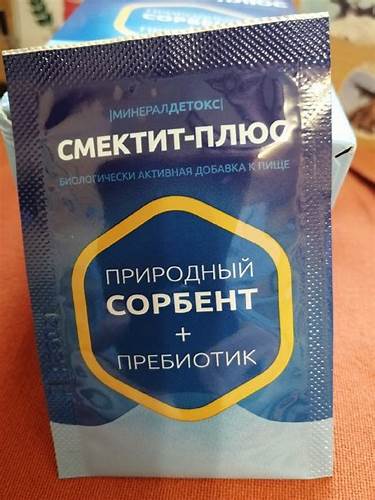 |МИНЕРАЛДЕТОКС|
СМЕКТИТ-ПЛЮС
БИОЛОГИЧЕСКИ АКТИВНАЯ ДОБАВКА К ПИЩЕ
ПРИРОДНЫЙ
СОРБЕНТ
+
ПРЕБИОТИК